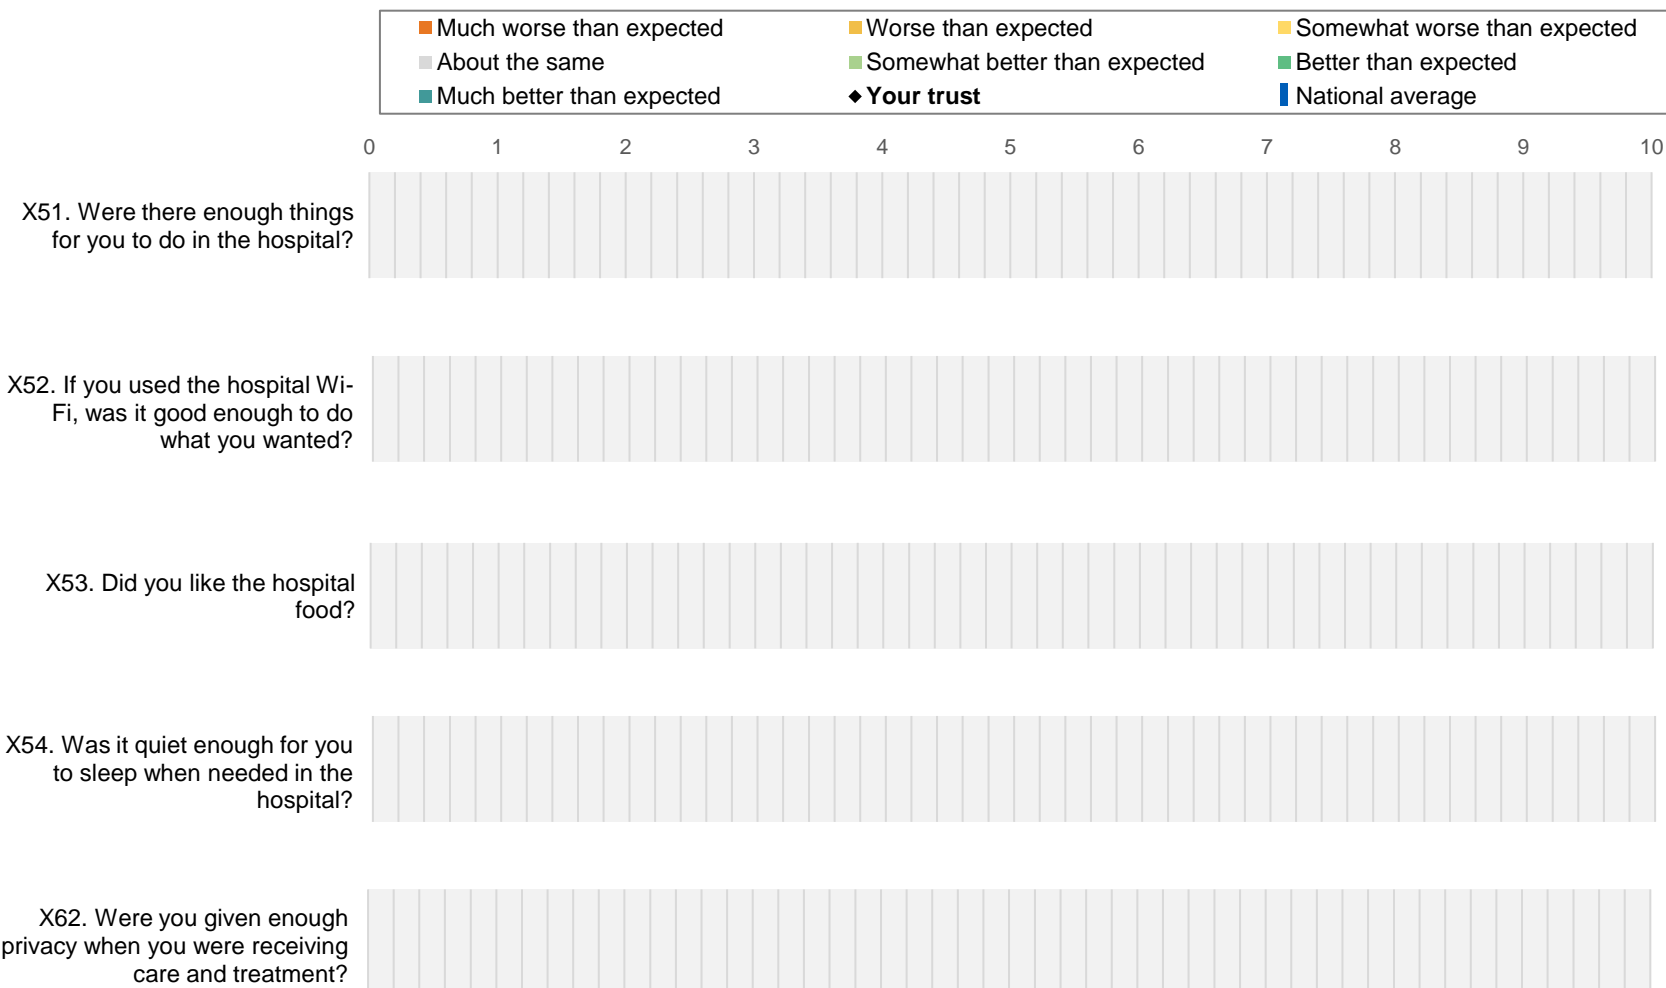 Much worse than expected Worse than expected Somewhat worse than expected
About the same Somewhat better than expected Better than expected
Much better than expected Your trust National average
0 1 2 3 4 5 6 7 8 9 10
X51. Were there enough things
for you to do in the hospital?
X52. If you used the hospital Wi-
Fi, was it good enough to do
what you wanted?
X53. Did you like the hospital
food?
X54. Was it quiet enough for you
to sleep when needed in the
hospital?
X62. Were you given enough
privacy when you were receiving
care and treatment?